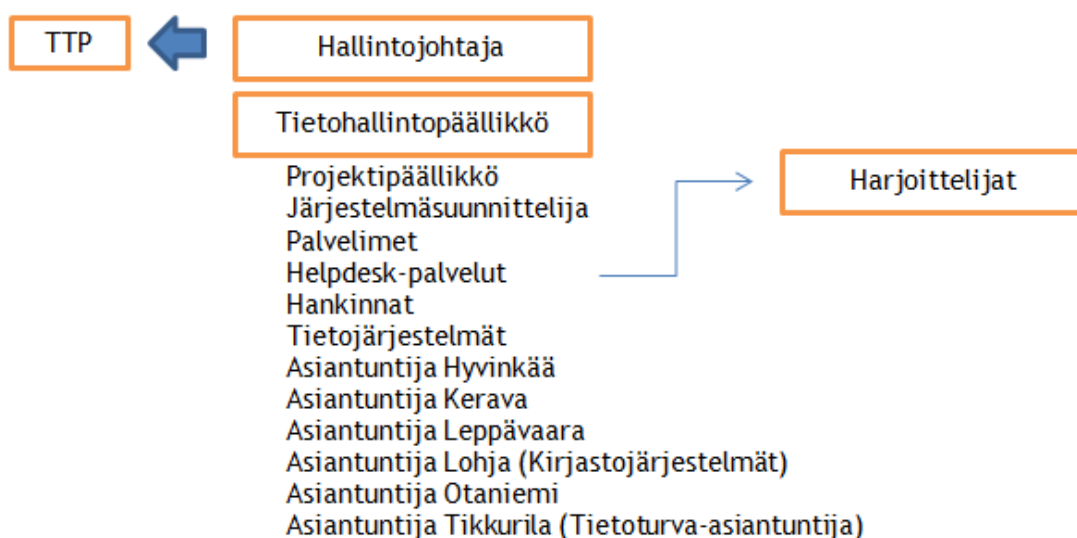 TTP
Hallintojohtaja
Tietohallintopäällikkö
Projektipäällikkö
Järjestelmäsuunnittelija
Palvelimet
Helpdesk-palvelut
Harjoittelijat
Hankinnat
Tietojärjestelmät
Asiantuntija Hyvinkää
Asiantuntija Kerava
Asiantuntija Leppävaara
Asiantuntija Lohja (Kirjastojärjestelmät)
Asiantuntija Otaniemi
Asiantuntija Tikkurila (Tietoturva-asiantuntija)